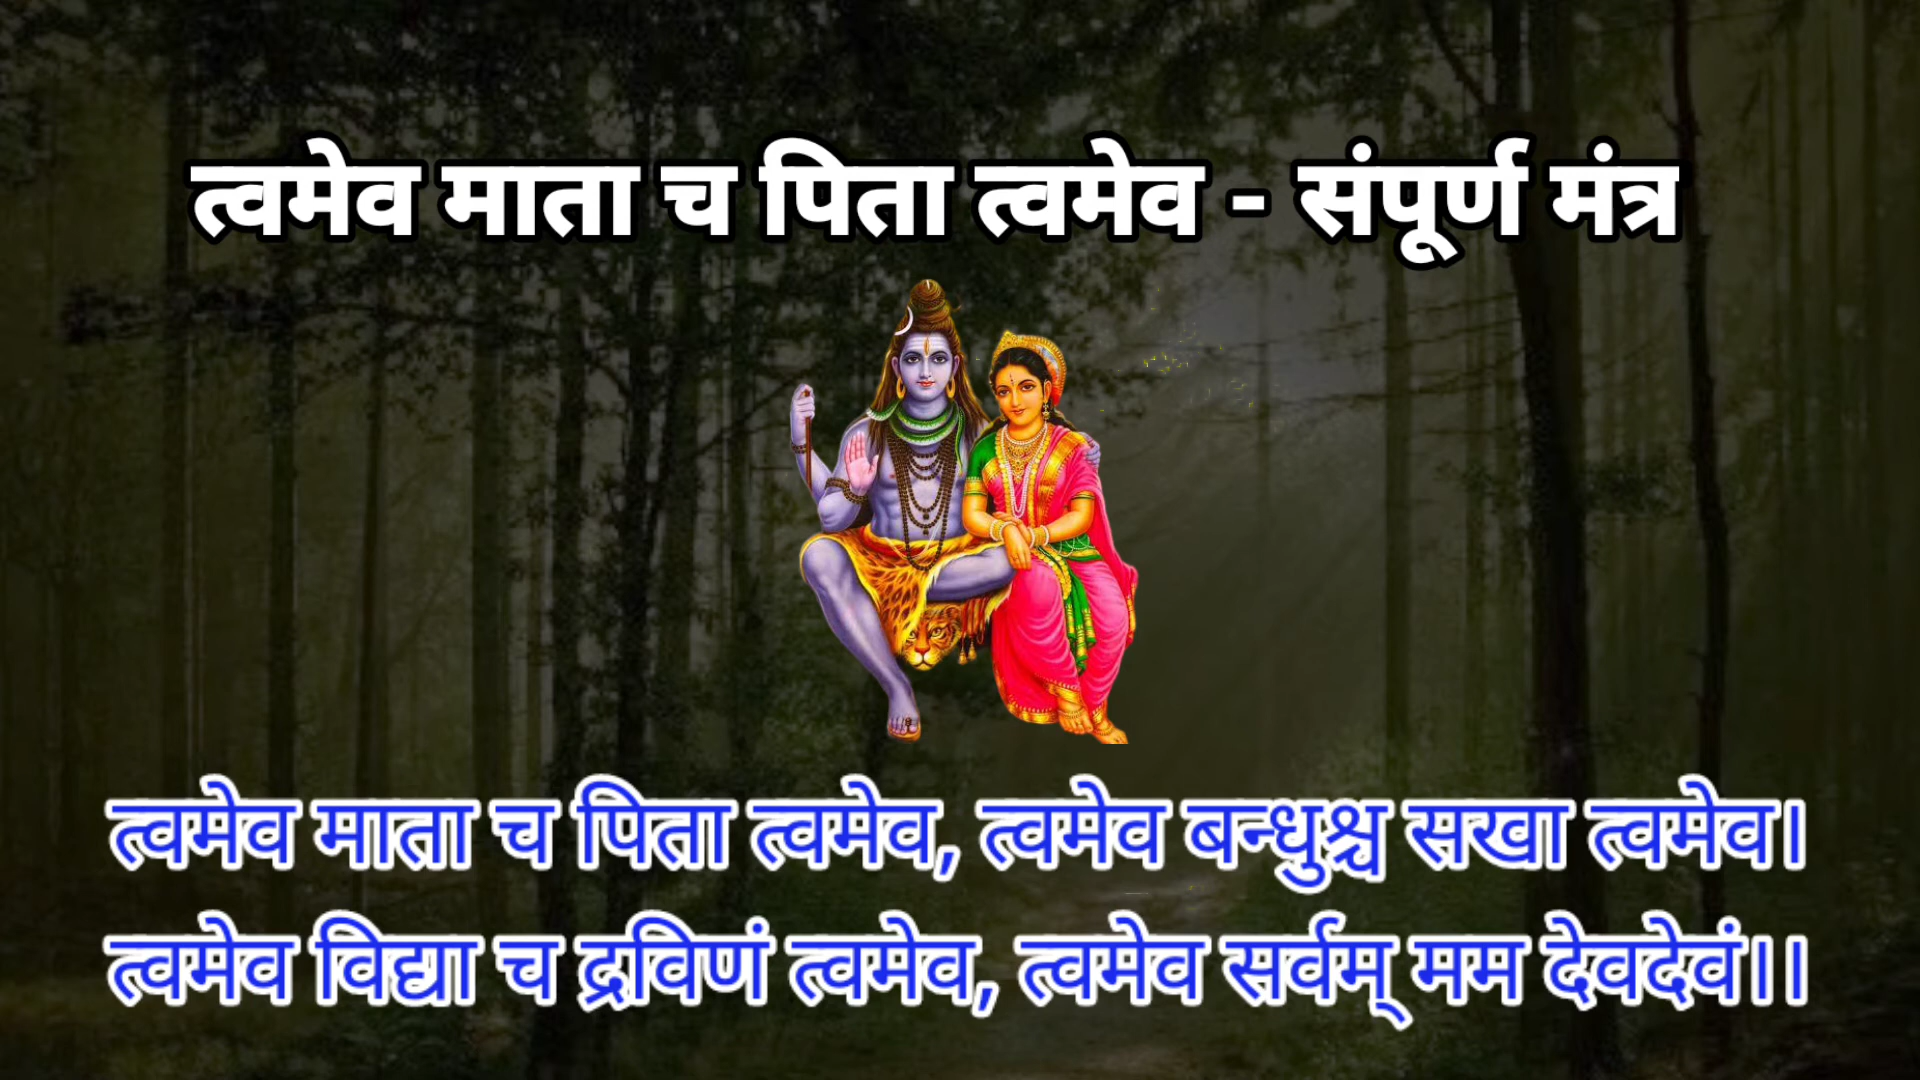 त्वमेव माता च पिता त्वमेव - संपूर्ण मंत्र
त्वमेव माता च पिता त्वमेव, त्वमेव बन्धुश्च सखा त्वमेव।
त्वमेव विद्या च द्रविणं त्वमेव, त्वमेव सर्वम् मम देवदेवं।।